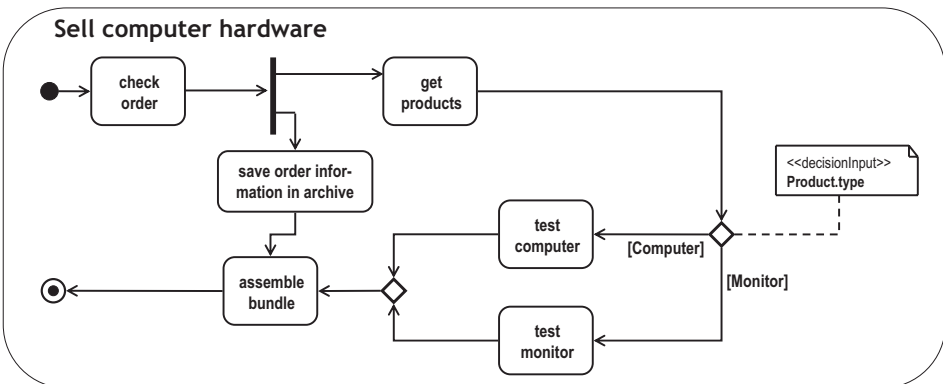 Sell computer hardware
check
order
get
products
save order infor-
mation in archive
<<decisionInput>>
Product.type
test
computer
[Computer]
[Monitor]
assemble
bundle
test
monitor